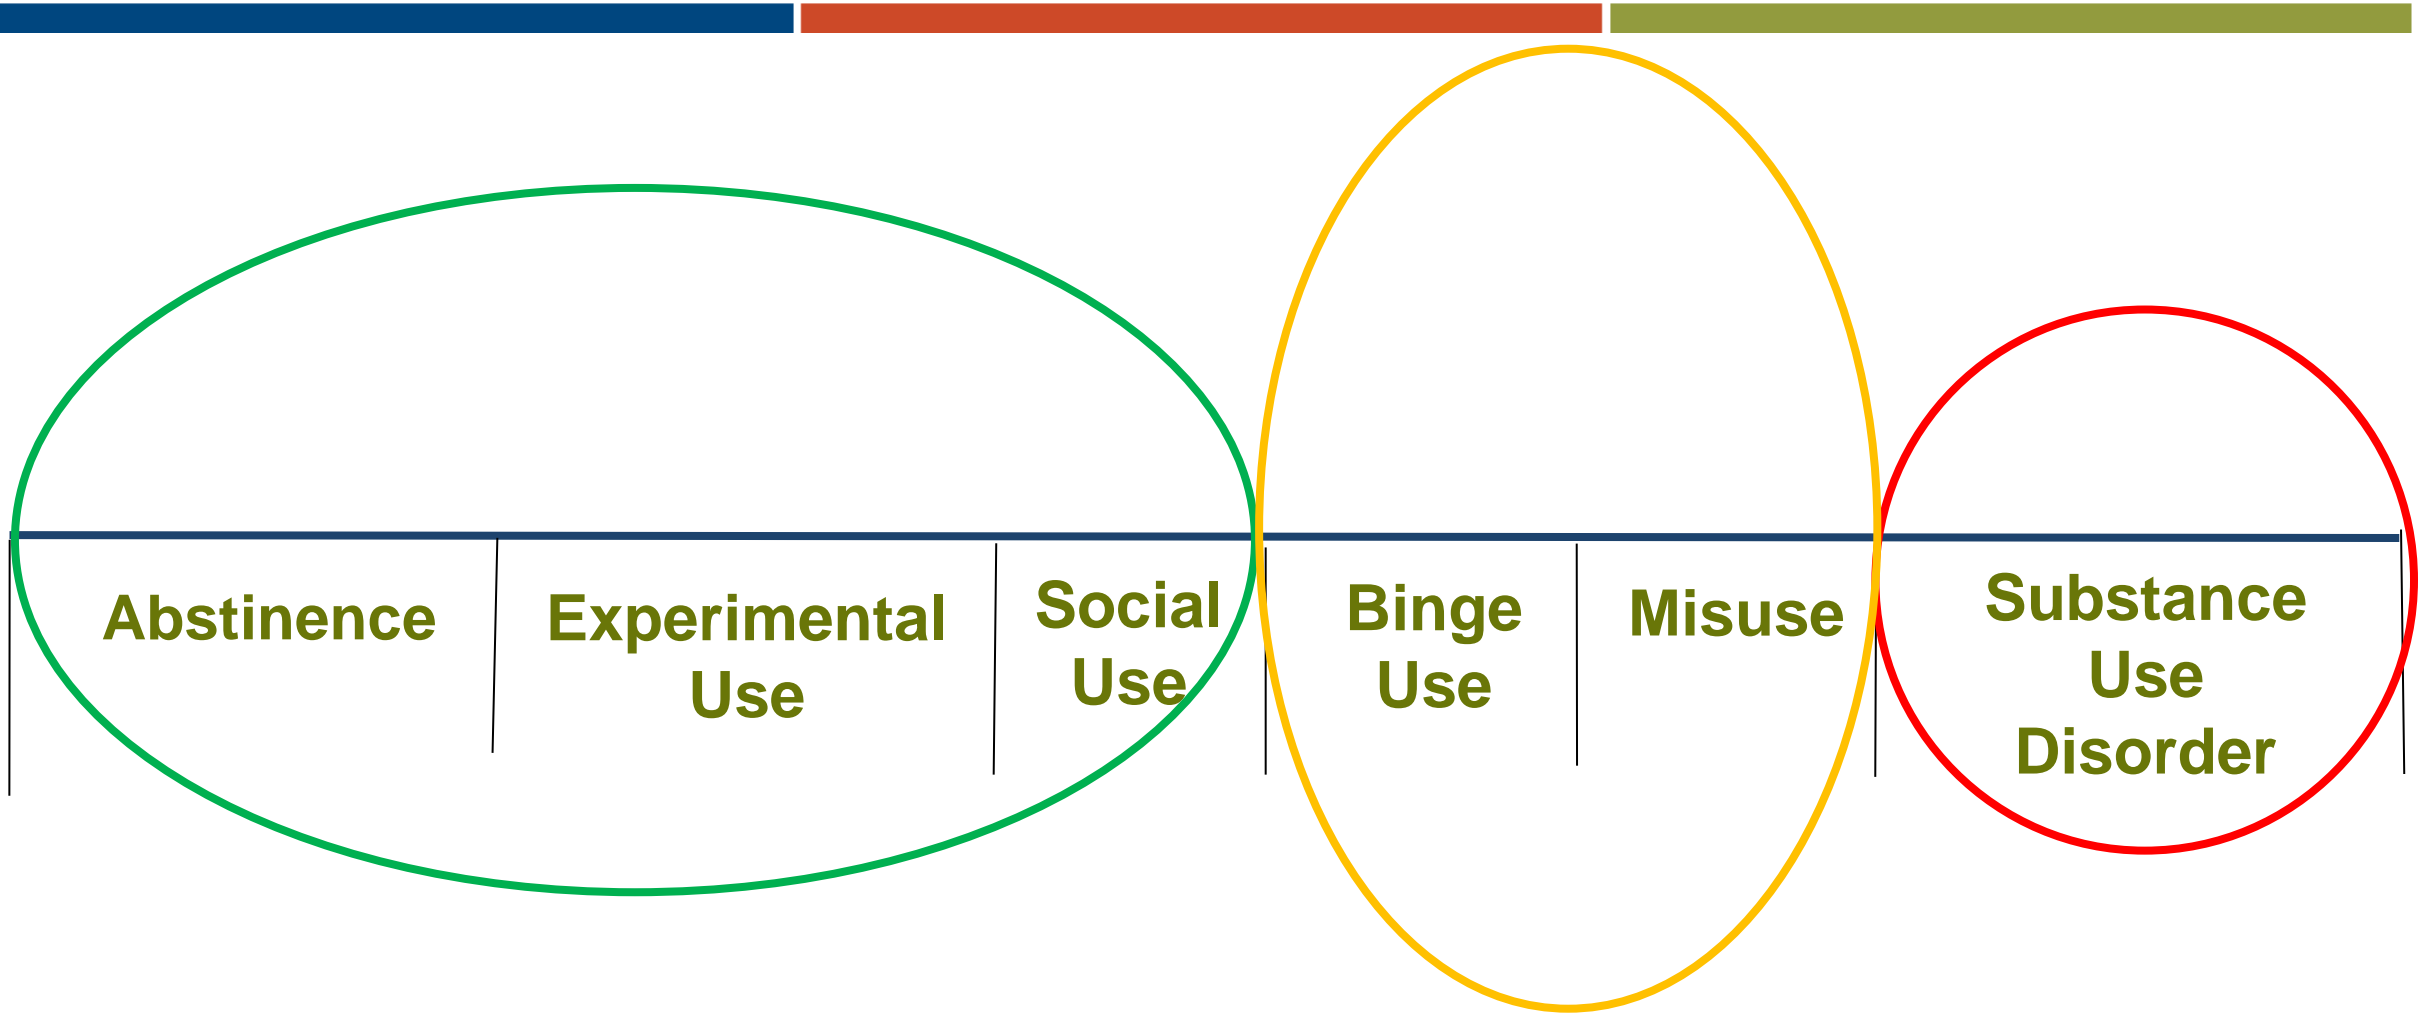 Abstinence
Experimental
Use
Social
Use
Binge
Use
Misuse
Substance
Use
Disorder